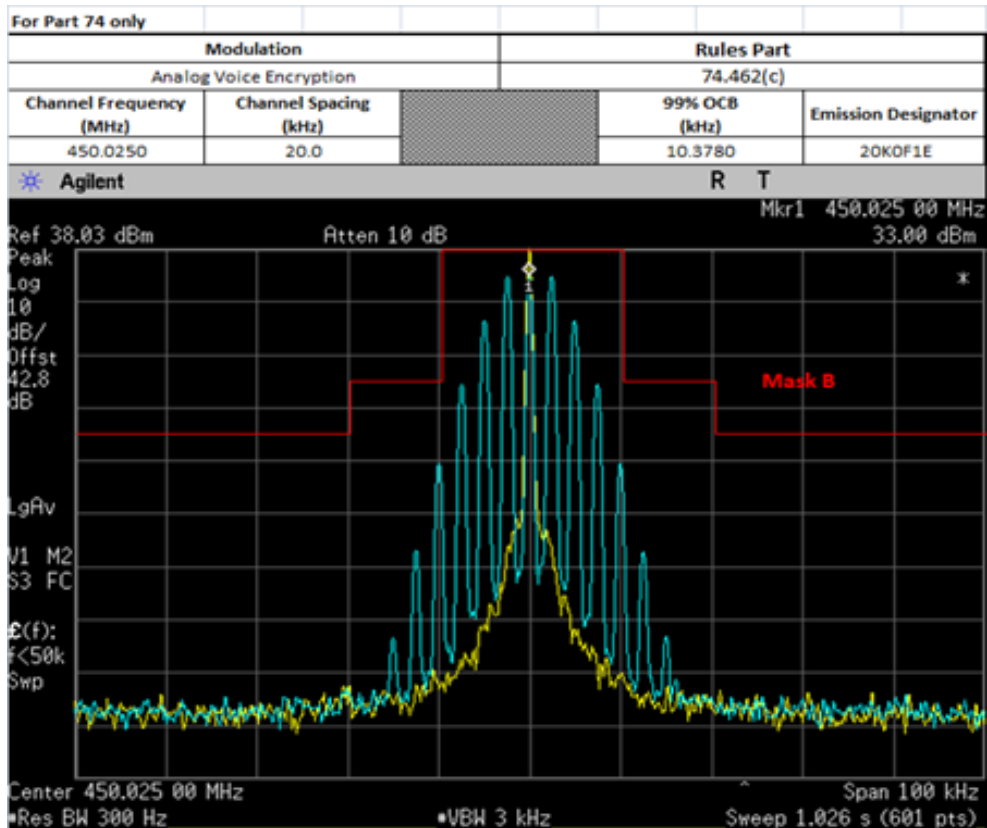 For Part 74 only
Modulation Rules Part
Analog Voice Encryption 74.462(c)
Channel Frequency (MHz) Channel Spacing (kHz) 99% OCB (kHz) Emission Designator
450.0250 20.0 10.3780 20K0F1E
Agilent R T
Mkr1 450.025 00 MHz
Ref 38.03 dBm Atten 10 dB 33.00 dBm
Peak
Log
10
dB/
Offst
42.8
dB
1
*
Mask B
LgAv
V1 M2
S3 FC
£(f):
f<50k
Swp
Center 450.025 00 MHz Span 100 kHz
Res BW 300 Hz VBW 3 kHz Sweep 1.026 s (601 pts)